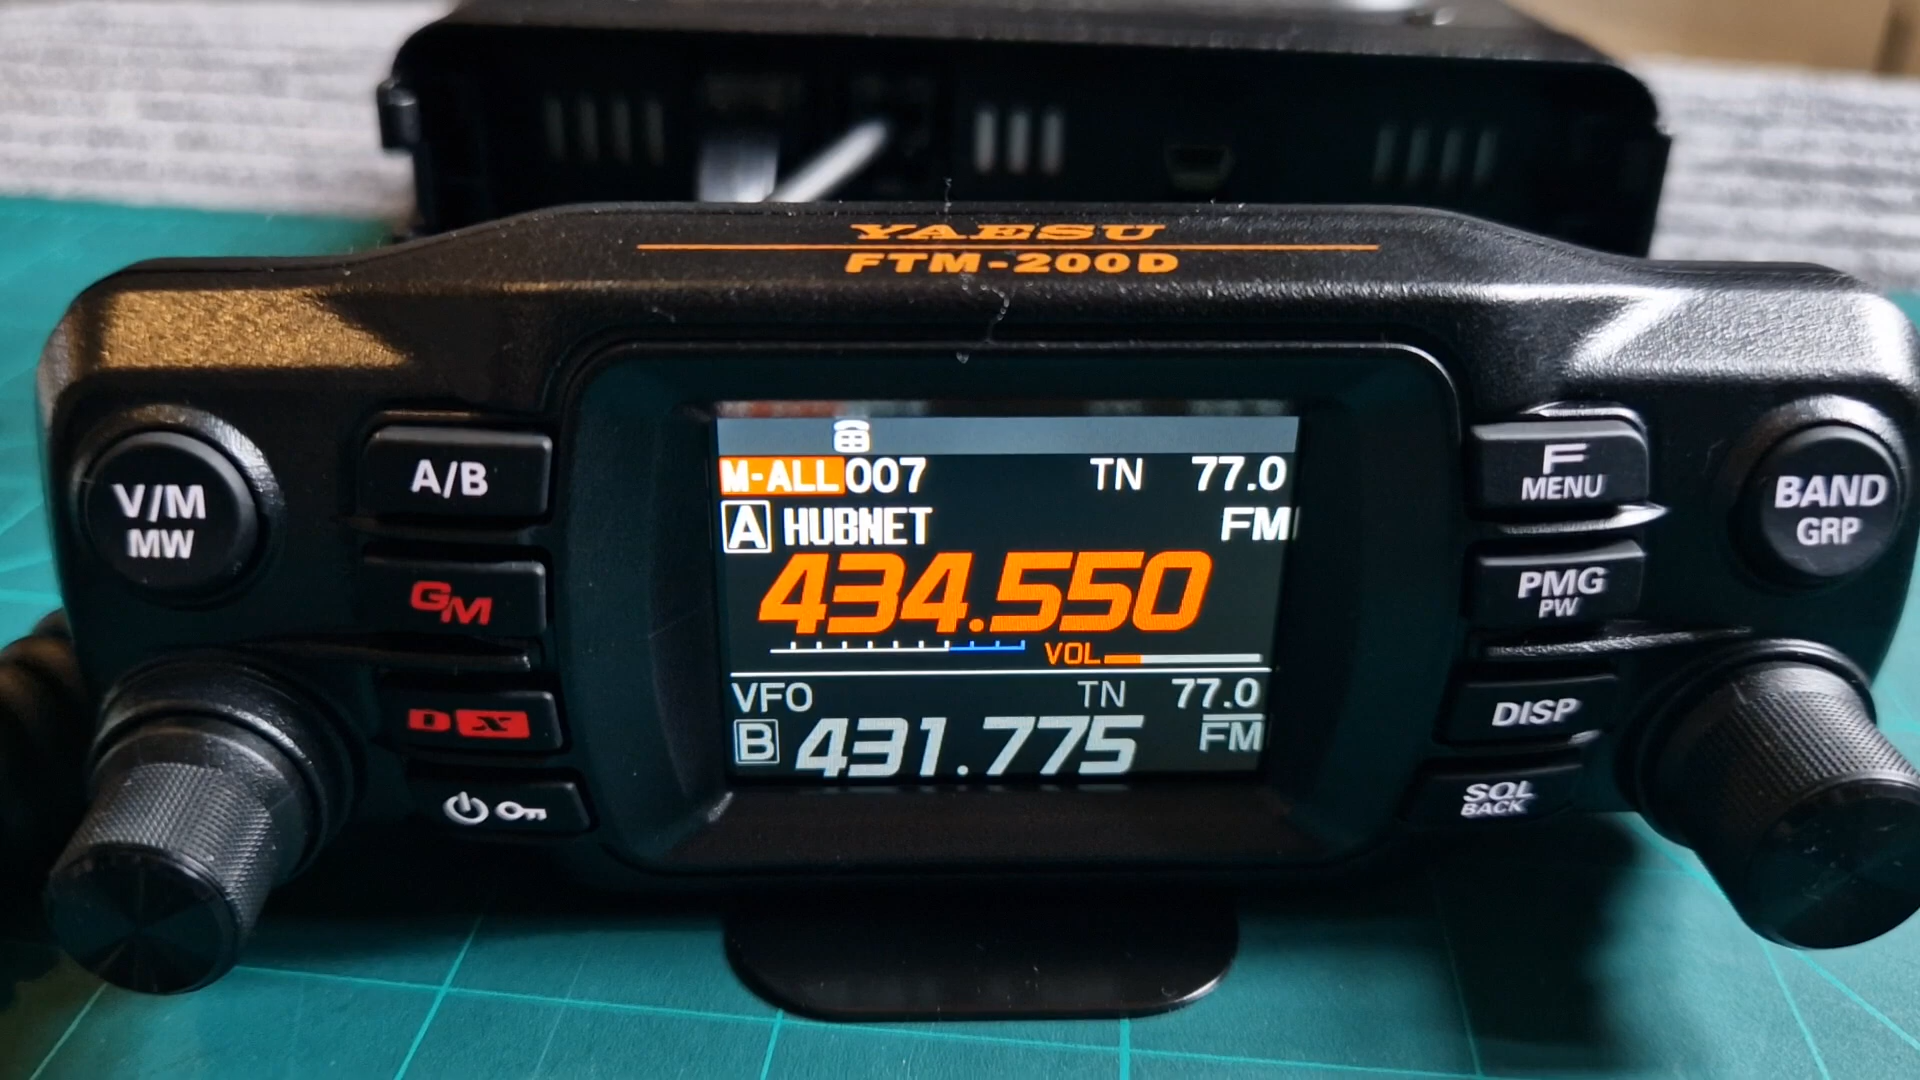 YAESU
FTM-200D
V/M
MW
A/B
GM
D X
M-ALL 007 TN 77.0
A HUBNET FM
434.550
VOL
VFO TN 77.0
B 431.775 FM
F
MENU
PMG
PW
DISP
SQL
BACK
BAND
GRP